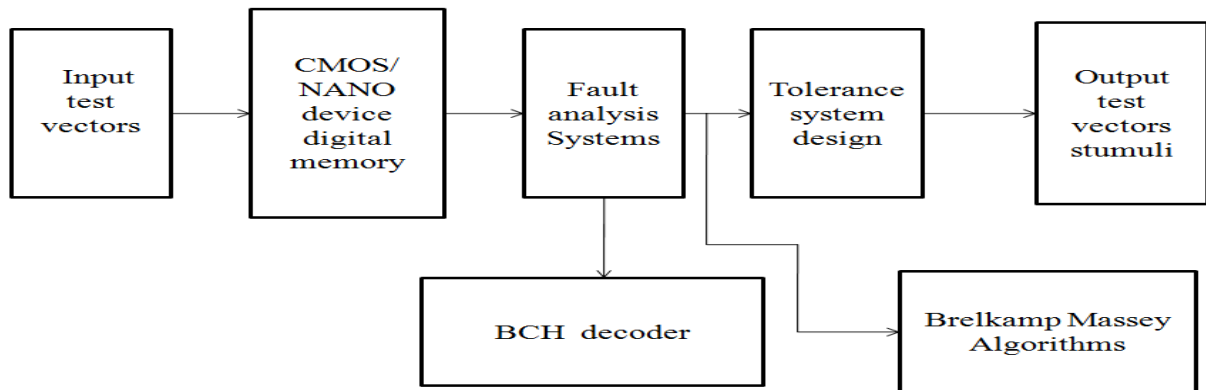 Input
test
vectors
CMOS/
NANO
device
digital
memory
Fault
analysis
Systems
Tolerance
system
design
Output
test
vectors
stumuli
BCH decoder
Brelkamp Massey
Algorithms